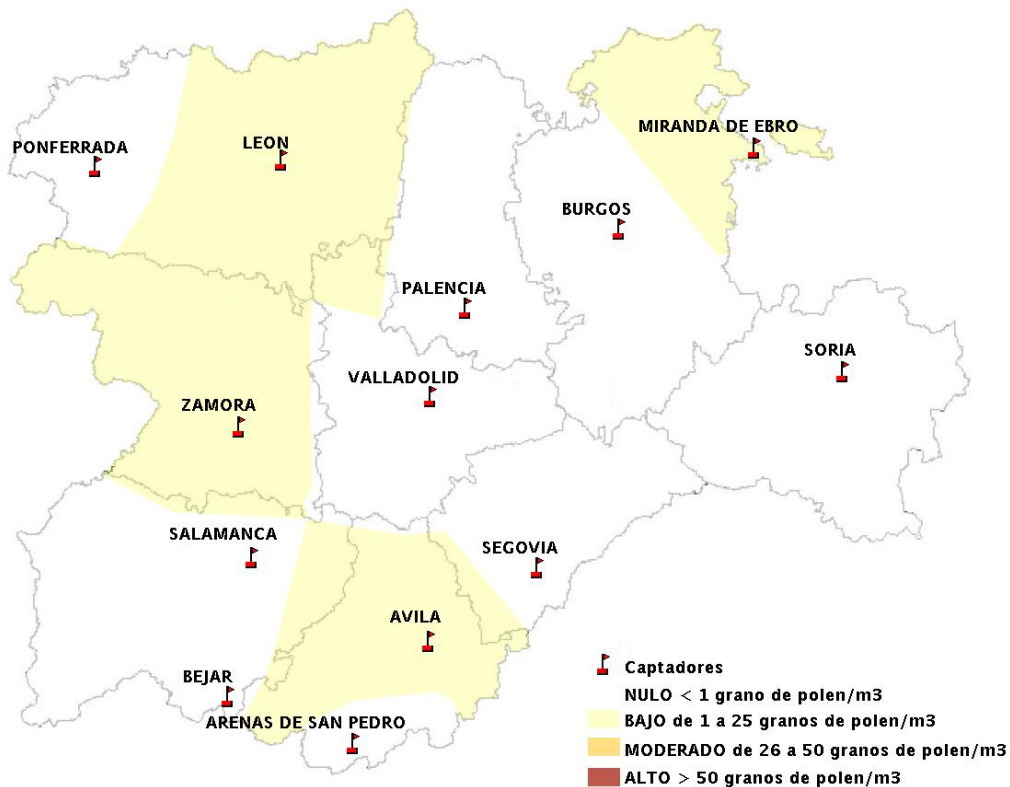 MIRANDA DE EBRO
PONFERRADA
LEON
BURGOS
PALENCIA
SORIA
VALLADOLID
ZAMORA
SALAMANCA
SEGOVIA
AVILA
BEJAR
ARENAS DE SAN PEDRO
Captadores
NULO < 1 grano de polen/m3
BAJO de 1 a 25 granos de polen/m3
MODERADO de 26 a 50 granos de polen/m3
ALTO > 50 granos de polen/m3